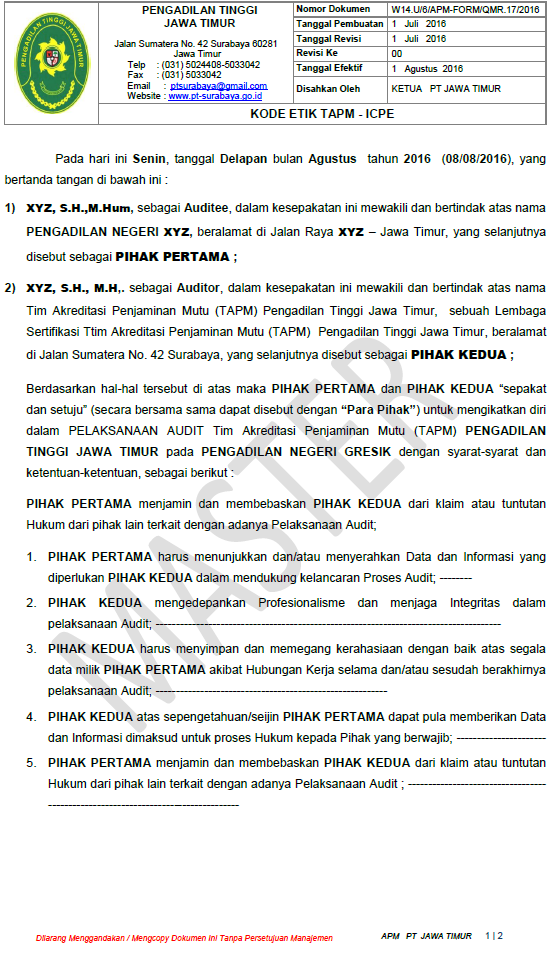 PENGADILAN TINGGI JAWA TIMUR
PENGADILAN TINGGI
JAWA TIMUR
Jalan Sumatera No. 42 Surabaya 60281
Jawa Timur
Telp : (031) 5024408-5033042
Fax : (031) 5033042
Email : ptsurabaya@gmail.com
Website : www.pt-surabaya.go.id
Nomor Dokumen W14.U/6/APM-FORM/QMR.17/2016
Tanggal Pembuatan 1 Juli 2016
Tanggal Revisi 1 Juli 2016
Revisi Ke 00
Tanggal Efektif 1 Agustus 2016
Disahkan Oleh KETUA PT JAWA TIMUR
KODE ETIK TAPM - ICPE
Pada hari ini Senin, tanggal Delapan bulan Agustus tahun 2016 (08/08/2016), yang
bertanda tangan di bawah ini :
1) XYZ, S.H.,M.Hum, sebagai Auditee, dalam kesepakatan ini mewakili dan bertindak atas nama
PENGADILAN NEGERI XYZ, beralamat di Jalan Raya XYZ – Jawa Timur, yang selanjutnya
disebut sebagai PIHAK PERTAMA ;
2) XYZ, S.H., M.H,. sebagai Auditor, dalam kesepakatan ini mewakili dan bertindak atas nama
Tim Akreditasi Penjaminan Mutu (TAPM) Pengadilan Tinggi Jawa Timur, sebuah Lembaga
Sertifikasi Ttim Akreditasi Penjaminan Mutu (TAPM) Pengadilan Tinggi Jawa Timur, beralamat
di Jalan Sumatera No. 42 Surabaya, yang selanjutnya disebut sebagai PIHAK KEDUA ;
Berdasarkan hal-hal tersebut di atas maka PIHAK PERTAMA dan PIHAK KEDUA “sepakat
dan setuju” (secara bersama sama dapat disebut dengan “Para Pihak”) untuk mengikatkan diri
dalam PELAKSANAAN AUDIT Tim Akreditasi Penjaminan Mutu (TAPM) PENGADILAN
TINGGI JAWA TIMUR pada PENGADILAN NEGERI GRESIK dengan syarat-syarat dan
ketentuan-ketentuan, sebagai berikut :
PIHAK PERTAMA menjamin dan membebaskan PIHAK KEDUA dari klaim atau tuntutan
Hukum dari pihak lain terkait dengan adanya Pelaksanaan Audit;
1. PIHAK PERTAMA harus menunjukkan dan/atau menyerahkan Data dan Informasi yang
diperlukan PIHAK KEDUA dalam mendukung kelancaran Proses Audit; --------
2. PIHAK KEDUA mengedepankan Profesionalisme dan menjaga Integritas dalam
pelaksanaan Audit; -------------------------------------------------------------------------------------
3. PIHAK KEDUA harus menyimpan dan memegang kerahasiaan dengan baik atas segala
data milik PIHAK PERTAMA akibat Hubungan Kerja selama dan/atau sesudah berakhirnya
pelaksanaan Audit; ---------------------------------------------------------
4. PIHAK KEDUA atas sepengetahuan/seijin PIHAK PERTAMA dapat pula memberikan Data
dan Informasi dimaksud untuk proses Hukum kepada Pihak yang berwajib; ----------------------
5. PIHAK PERTAMA menjamin dan membebaskan PIHAK KEDUA dari klaim atau tuntutan
Hukum dari pihak lain terkait dengan adanya Pelaksanaan Audit ; ----------------------------------
-----------------------------------------------
MASTER
Dilarang Menggandakan / Mengcopy Dokumen Ini Tanpa Persetujuan Manajemen
APM PT JAWA TIMUR 1 | 2